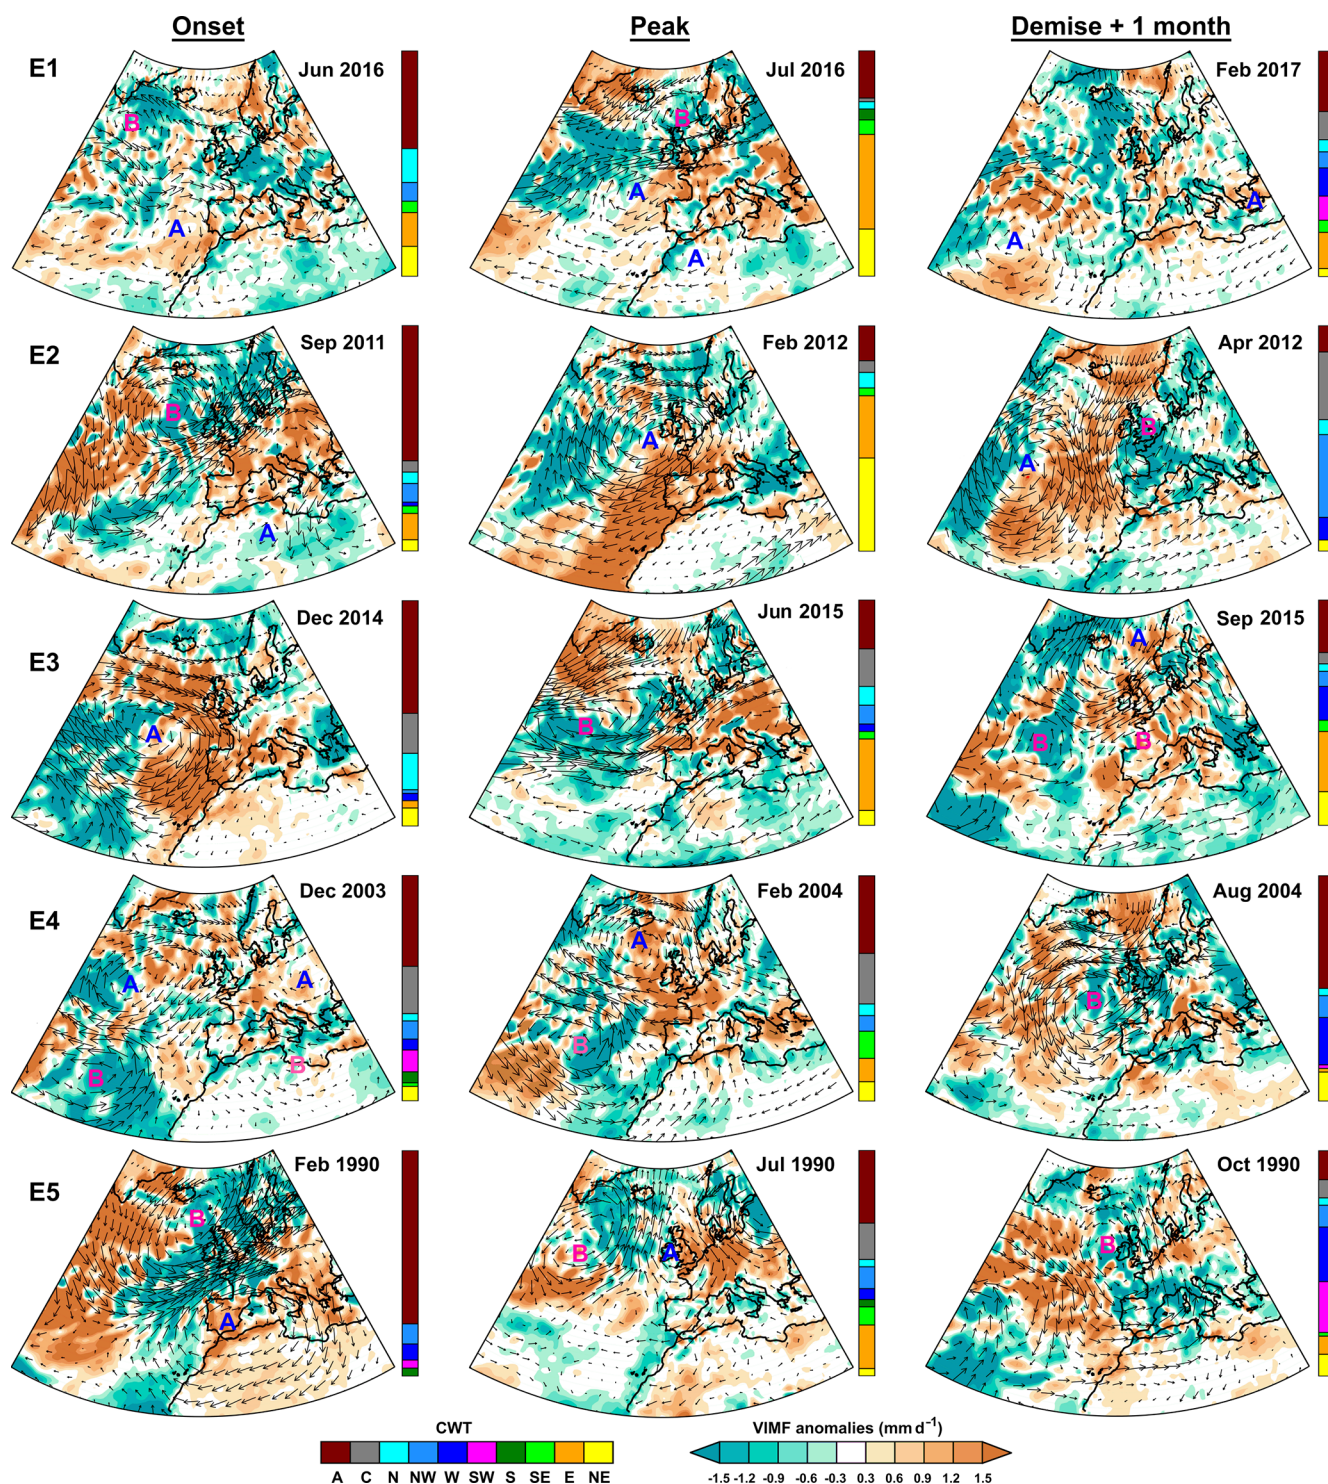 Onset Peak Demise + 1 month
E1 Jun 2016 Jul 2016 Feb 2017
B B
A A A A
A
E2 Sep 2011 Feb 2012 Apr 2012
B A B
A A
E3 Dec 2014 Jun 2015 Sep 2015
A
A B B B
E4 Dec 2003 Feb 2004 Aug 2004
A A A B
B B B
E5 Feb 1990 Jul 1990 Oct 1990
B B A B
A
CWT VIMF anomalies (mm d⁻¹)
A C N NW W SW S SE E NE -1.5 -1.2 -0.9 -0.6 -0.3 0.3 0.6 0.9 1.2 1.5